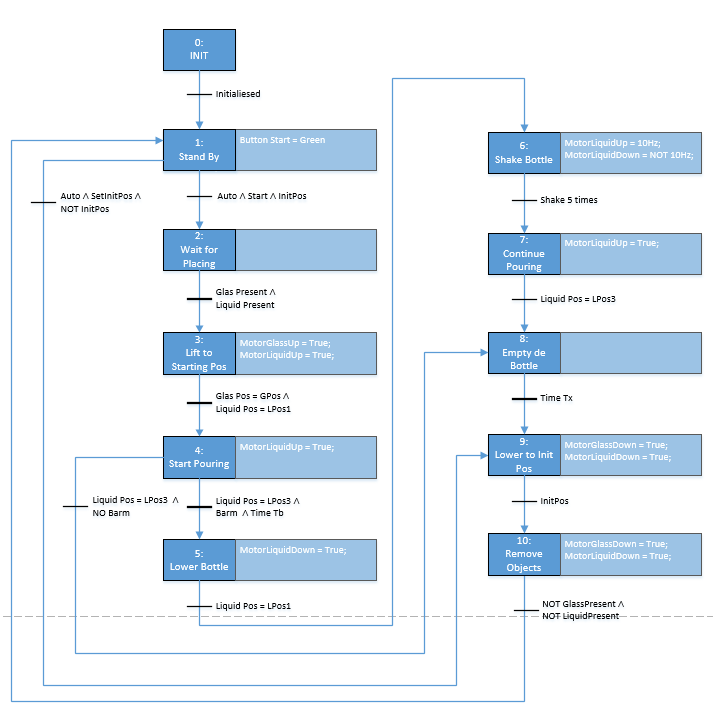 0:
INIT
Initialiesed
1:
Stand By
Button Start = Green
Auto ∧ SetInitPos ∧
NOT InitPos
Auto ∧ Start ∧ InitPos
2:
Wait for
Placing
Glas Present ∧
Liquid Present
3:
Lift to
Starting Pos
MotorGlassUp = True;
MotorLiquidUp = True;
Glas Pos = GPos ∧
Liquid Pos = LPos1
4:
Start Pouring
MotorLiquidUp = True;
Liquid Pos = LPos3 ∧
NO Barm
Liquid Pos = LPos3 ∧
Barm ∧ Time Tb
5:
Lower Bottle
MotorLiquidDown = True;
Liquid Pos = LPos1
6:
Shake Bottle
MotorLiquidUp = 10Hz;
MotorLiquidDown = NOT 10Hz;
Shake 5 times
7:
Continue
Pouring
MotorLiquidUp = True;
Liquid Pos = LPos3
8:
Empty de
Bottle
Time Tx
9:
Lower to Init
Pos
MotorGlassDown = True;
MotorLiquidDown = True;
InitPos
10:
Remove
Objects
MotorGlassDown = True;
MotorLiquidDown = True;
NOT GlassPresent ∧
NOT LiquidPresent